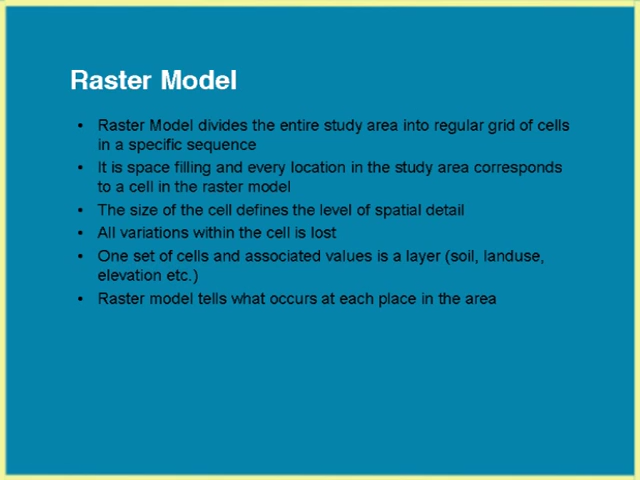 Raster Model
• Raster Model divides the entire study area into regular grid of cells
in a specific sequence
• It is space filling and every location in the study area corresponds
to a cell in the raster model
• The size of the cell defines the level of spatial detail
• All variations within the cell is lost
• One set of cells and associated values is a layer (soil, landuse,
elevation etc.)
• Raster model tells what occurs at each place in the area